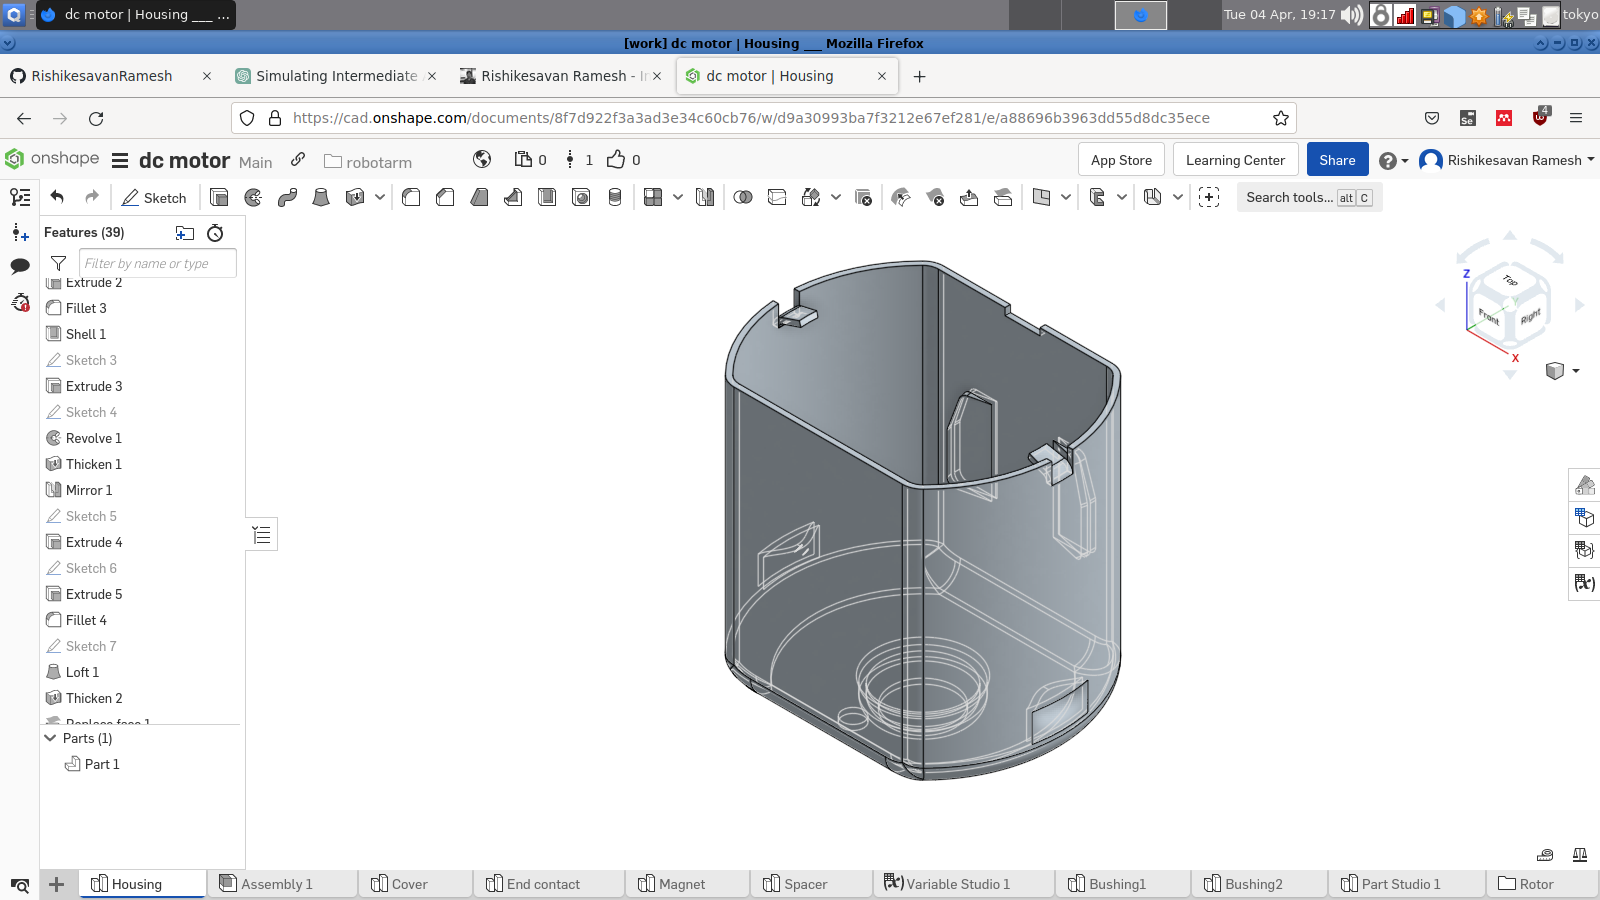 dc motor | Housing ___ ...
Tue 04 Apr, 19:17
tokyo
[work] dc motor | Housing ___ Mozilla Firefox
RishikesavanRamesh
Simulating Intermediate
Rishikesavan Ramesh - In
dc motor | Housing
https://cad.onshape.com/documents/8f7d922f3a3ad3e34c60cb76/w/d9a30993ba7f3212e67ef281/e/a88696b3963dd55d8dc35ece
Se
4
onshape
dc motor
Main
robotarm
0
1
0
App Store
Learning Center
Share
Rishikesavan Ramesh
Sketch
Search tools... alt C
Features (39)
Filter by name or type
Extrude 2
Fillet 3
Shell 1
Sketch 3
Extrude 3
Sketch 4
Revolve 1
Thicken 1
Mirror 1
Sketch 5
Extrude 4
Sketch 6
Extrude 5
Fillet 4
Sketch 7
Loft 1
Thicken 2
Replace face 1
Parts (1)
Part 1
Z
Top
Y
Front
Right
X
(x)
Housing
Assembly 1
Cover
End contact
Magnet
Spacer
Variable Studio 1
Bushing1
Bushing2
Part Studio 1
Rotor